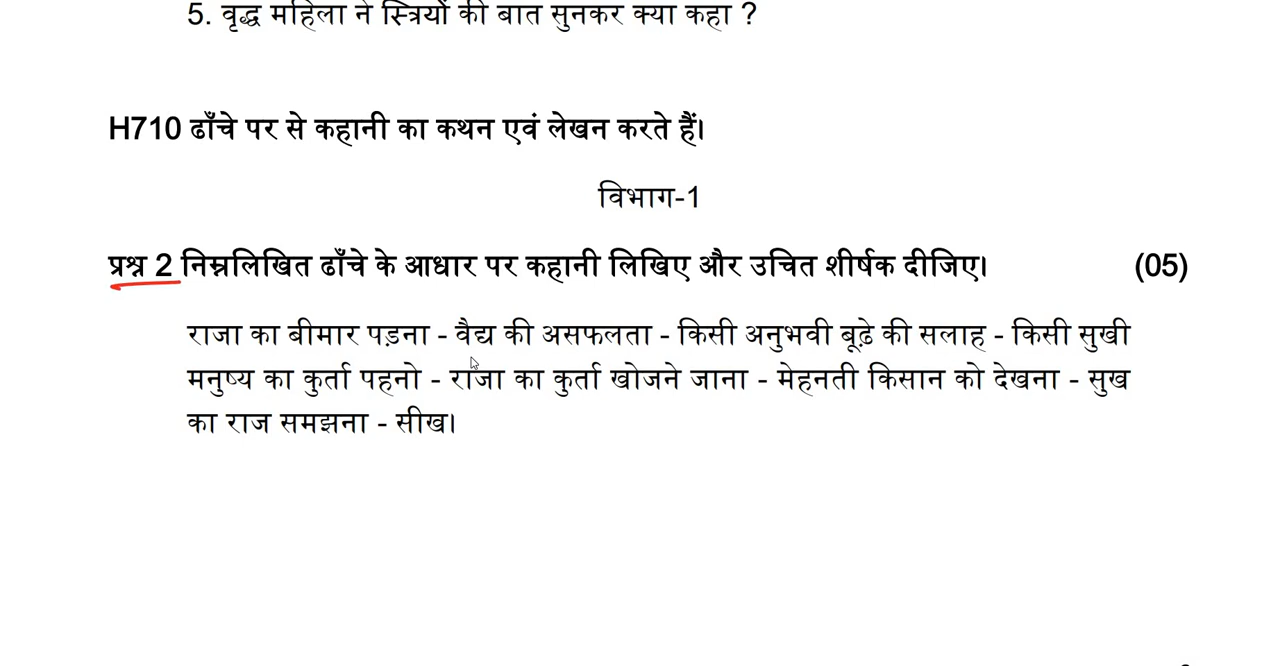 5. वृद्ध महिला ने स्त्रियों की बात सुनकर क्या कहा ?
H710 ढाँचे पर से कहानी का कथन एवं लेखन करते हैं।
विभाग-1
प्रश्न 2 निम्नलिखित ढाँचे के आधार पर कहानी लिखिए और उचित शीर्षक दीजिए। (05)
राजा का बीमार पड़ना - वैद्य की असफलता - किसी अनुभवी बूढ़े की सलाह - किसी सुखी
मनुष्य का कुर्ता पहनो - राजा का कुर्ता खोजने जाना - मेहनती किसान को देखना - सुख
का राज समझना - सीख।